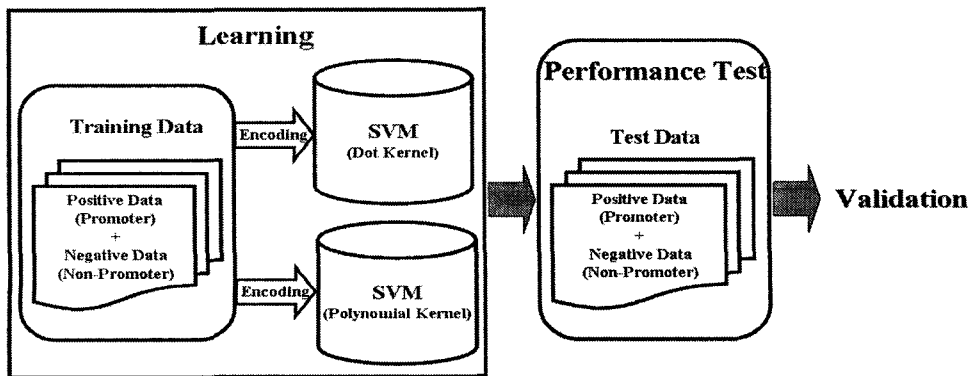 Learning
Training Data
Positive Data
(Promoter)
+
Negative Data
(Non-Promoter)
Encoding
SVM
(Dot Kernel)
Encoding
SVM
(Polynomial Kernel)
Performance Test
Test Data
Positive Data
(Promoter)
+
Negative Data
(Non-Promoter)
Validation